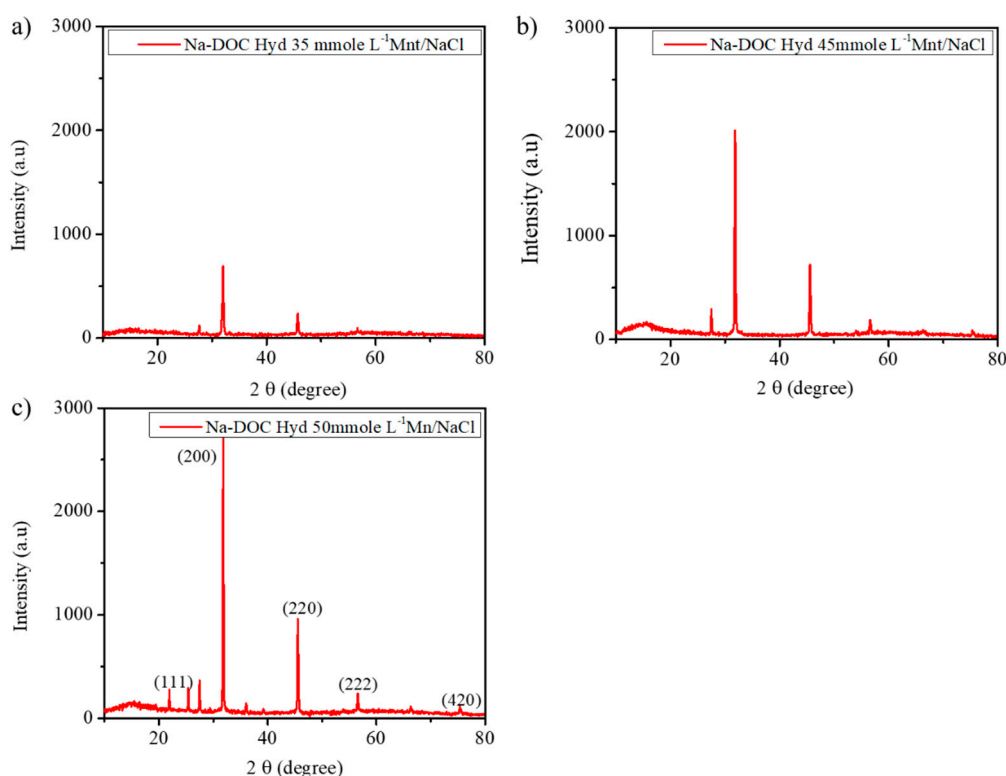 a)
Na-DOC Hyd 35 mmole L⁻¹Mnt/NaCl
3000
2000
1000
0
Intensity (a.u)
20 40 60 80
2 θ (degree)
b)
Na-DOC Hyd 45mmole L⁻¹Mnt/NaCl
3000
2000
1000
0
Intensity (a.u)
20 40 60 80
2 θ (degree)
c)
Na-DOC Hyd 50mmole L⁻¹Mn/NaCl
3000
2000
1000
0
Intensity (a.u)
(200)
(220)
(111)
(222)
(420)
20 40 60 80
2 θ (degree)